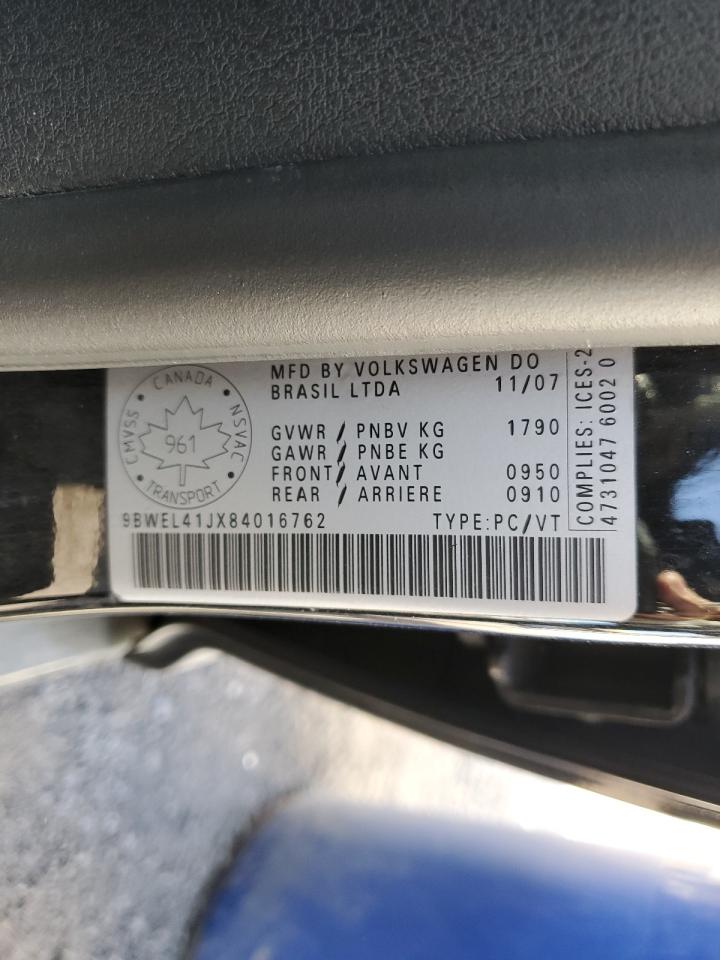 CANADA
CMVSS
NSVAC
961
TRANSPORT
MFD BY VOLKSWAGEN DO
BRASIL LTDA 11/07
GVWR / PNBV KG 1790
GAWR / PNBE KG
FRONT / AVANT 0950
REAR / ARRIERE 0910
9BWEL41JX84016762 TYPE:PC/VT
COMPLIES: ICES-2
4731047 6002 0